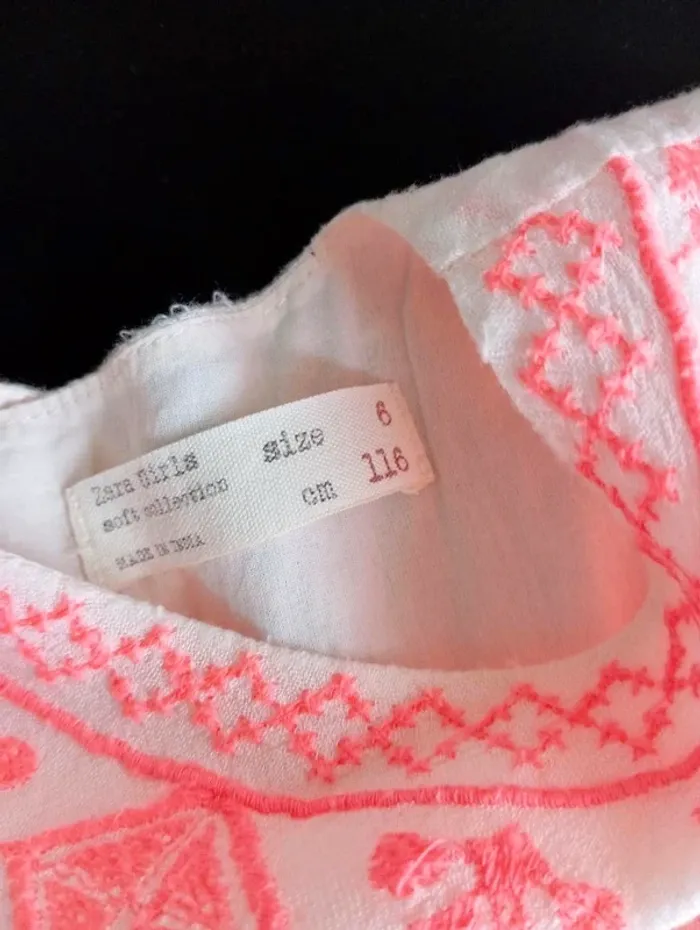 Zara Girls
soft collection
MADE IN INDIA
size 6
cm 116